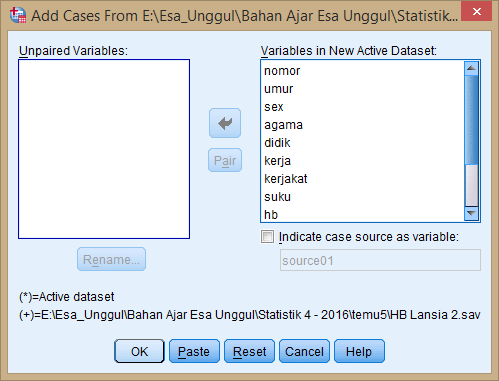 Add Cases From E:\Esa_Unggul\Bahan Ajar Esa Unggul\Statistik...
Unpaired Variables:
Variables in New Active Dataset:
nomor
umur
sex
agama
didik
kerja
kerjakat
suku
hb
Pair
Rename...
Indicate case source as variable:
source01
(*)=Active dataset
(+)=E:\Esa_Unggul\Bahan Ajar Esa Unggul\Statistik 4 - 2016\temu5\HB Lansia 2.sav
OK Paste Reset Cancel Help